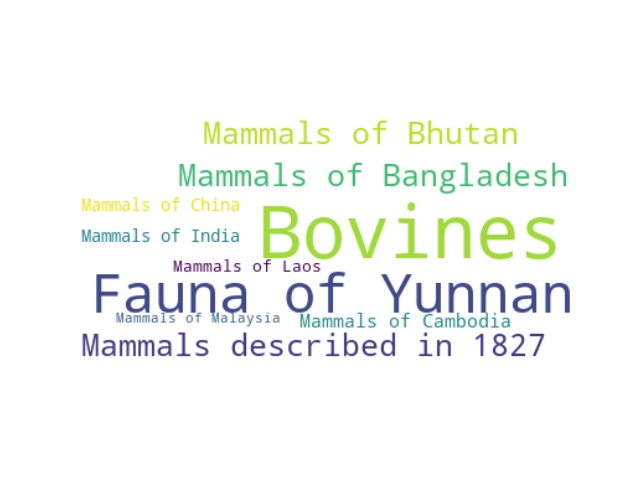 Mammals of Bhutan
Mammals of Bangladesh
Mammals of China
Bovines
Mammals of India
Mammals of Laos
Fauna of Yunnan
Mammals of Malaysia
Mammals of Cambodia
Mammals described in 1827